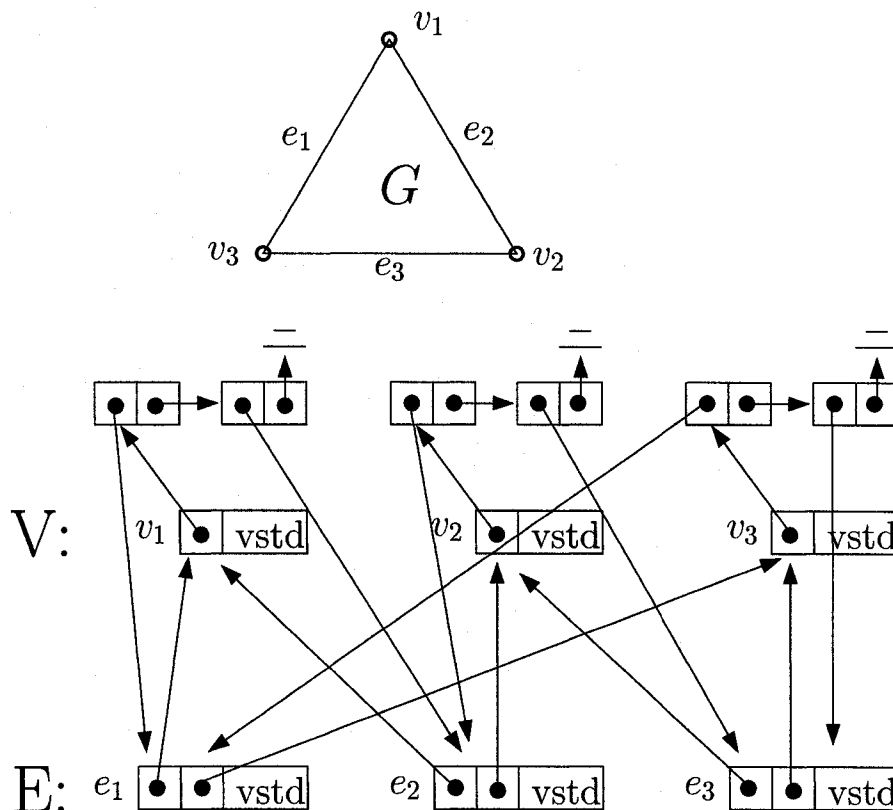 v₁
e₁ e₂
G
v₃ e₃ v₂
V: v₁ vstd v₂ vstd v₃ vstd
E: e₁ vstd e₂ vstd e₃ vstd